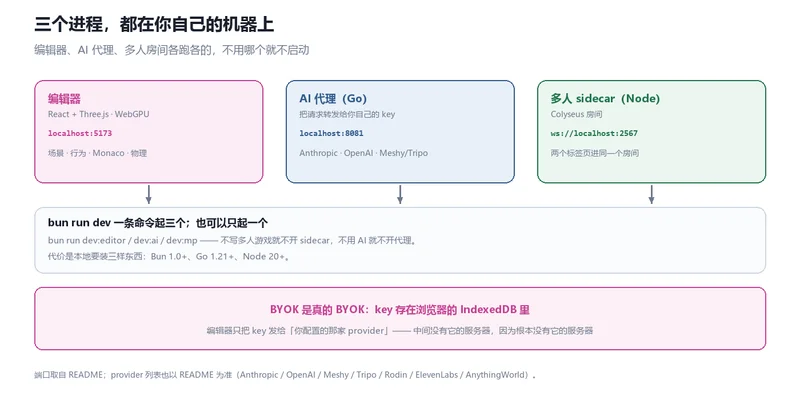 三个进程，都在你自己的机器上
编辑器、AI 代理、多人房间各跑各的，不用哪个就不启动
编辑器
React + Three.js · WebGPU
localhost:5173
场景 · 行为 · Monaco · 物理
AI 代理（Go）
把请求转发给你自己的 key
localhost:8081
Anthropic · OpenAI · Meshy/Tripo
多人 sidecar（Node）
Colyseus 房间
ws://localhost:2567
两个标签页进同一个房间
bun run dev 一条命令起三个；也可以只起一个
bun run dev:editor / dev:ai / dev:mp —— 不写多人游戏就不开 sidecar，不用 AI 就不开代理。
代价是本地要装三样东西：Bun 1.0+、Go 1.21+、Node 20+。
BYOK 是真的 BYOK：key 存在浏览器的 IndexedDB 里
编辑器只把 key 发给「你配置的那家 provider」—— 中间没有它的服务器，因为根本没有它的服务器
端口取自 README；provider 列表也以 README 为准（Anthropic / OpenAI / Meshy / Tripo / Rodin / ElevenLabs / AnythingWorld）。